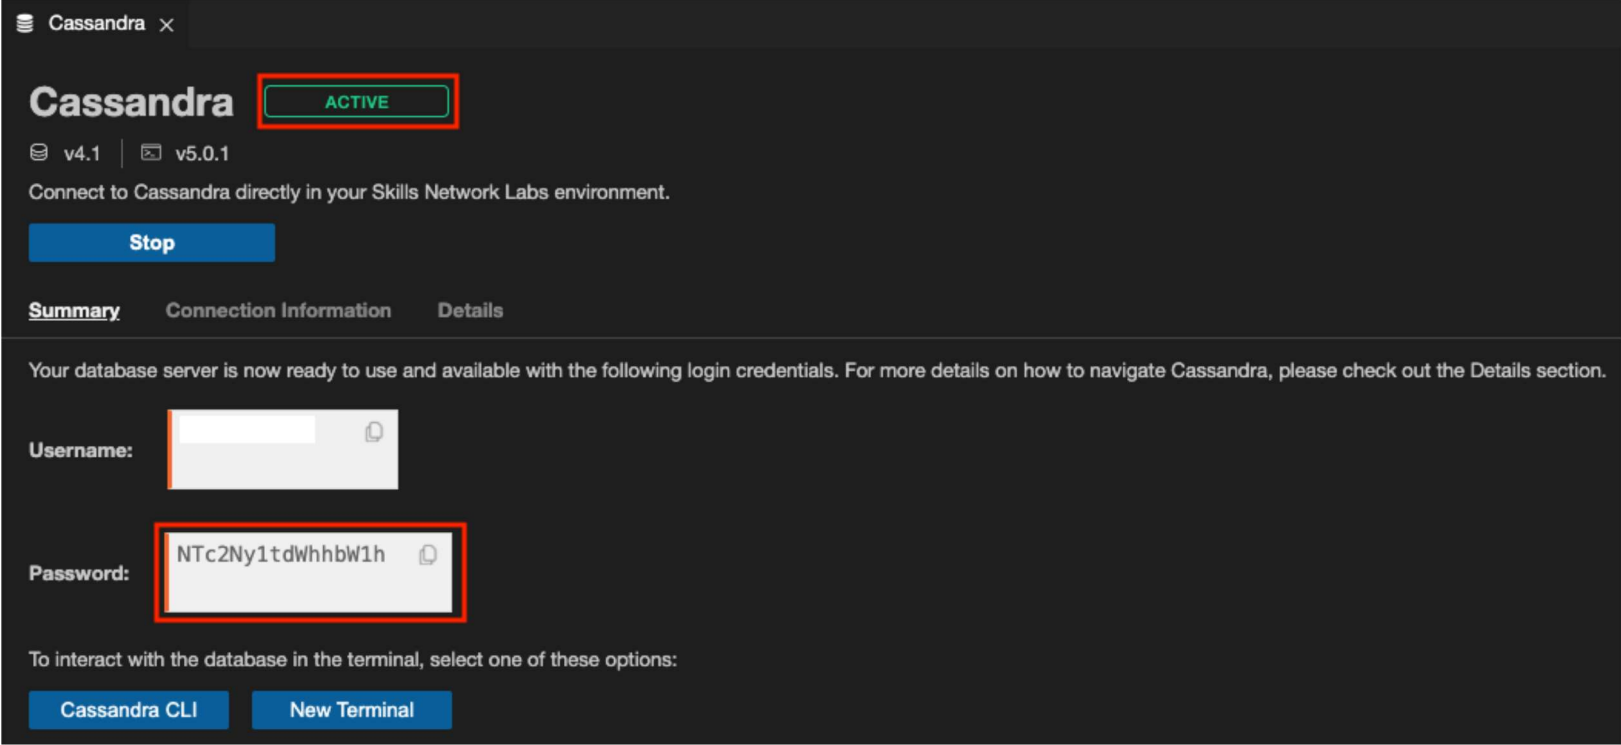 Cassandra
Cassandra ACTIVE
v4.1 v5.0.1
Connect to Cassandra directly in your Skills Network Labs environment.
Stop
Summary Connection Information Details
Your database server is now ready to use and available with the following login credentials. For more details on how to navigate Cassandra, please check out the Details section.
Username:
Password: NTc2Ny1tdWhhbW1h
To interact with the database in the terminal, select one of these options:
Cassandra CLI New Terminal